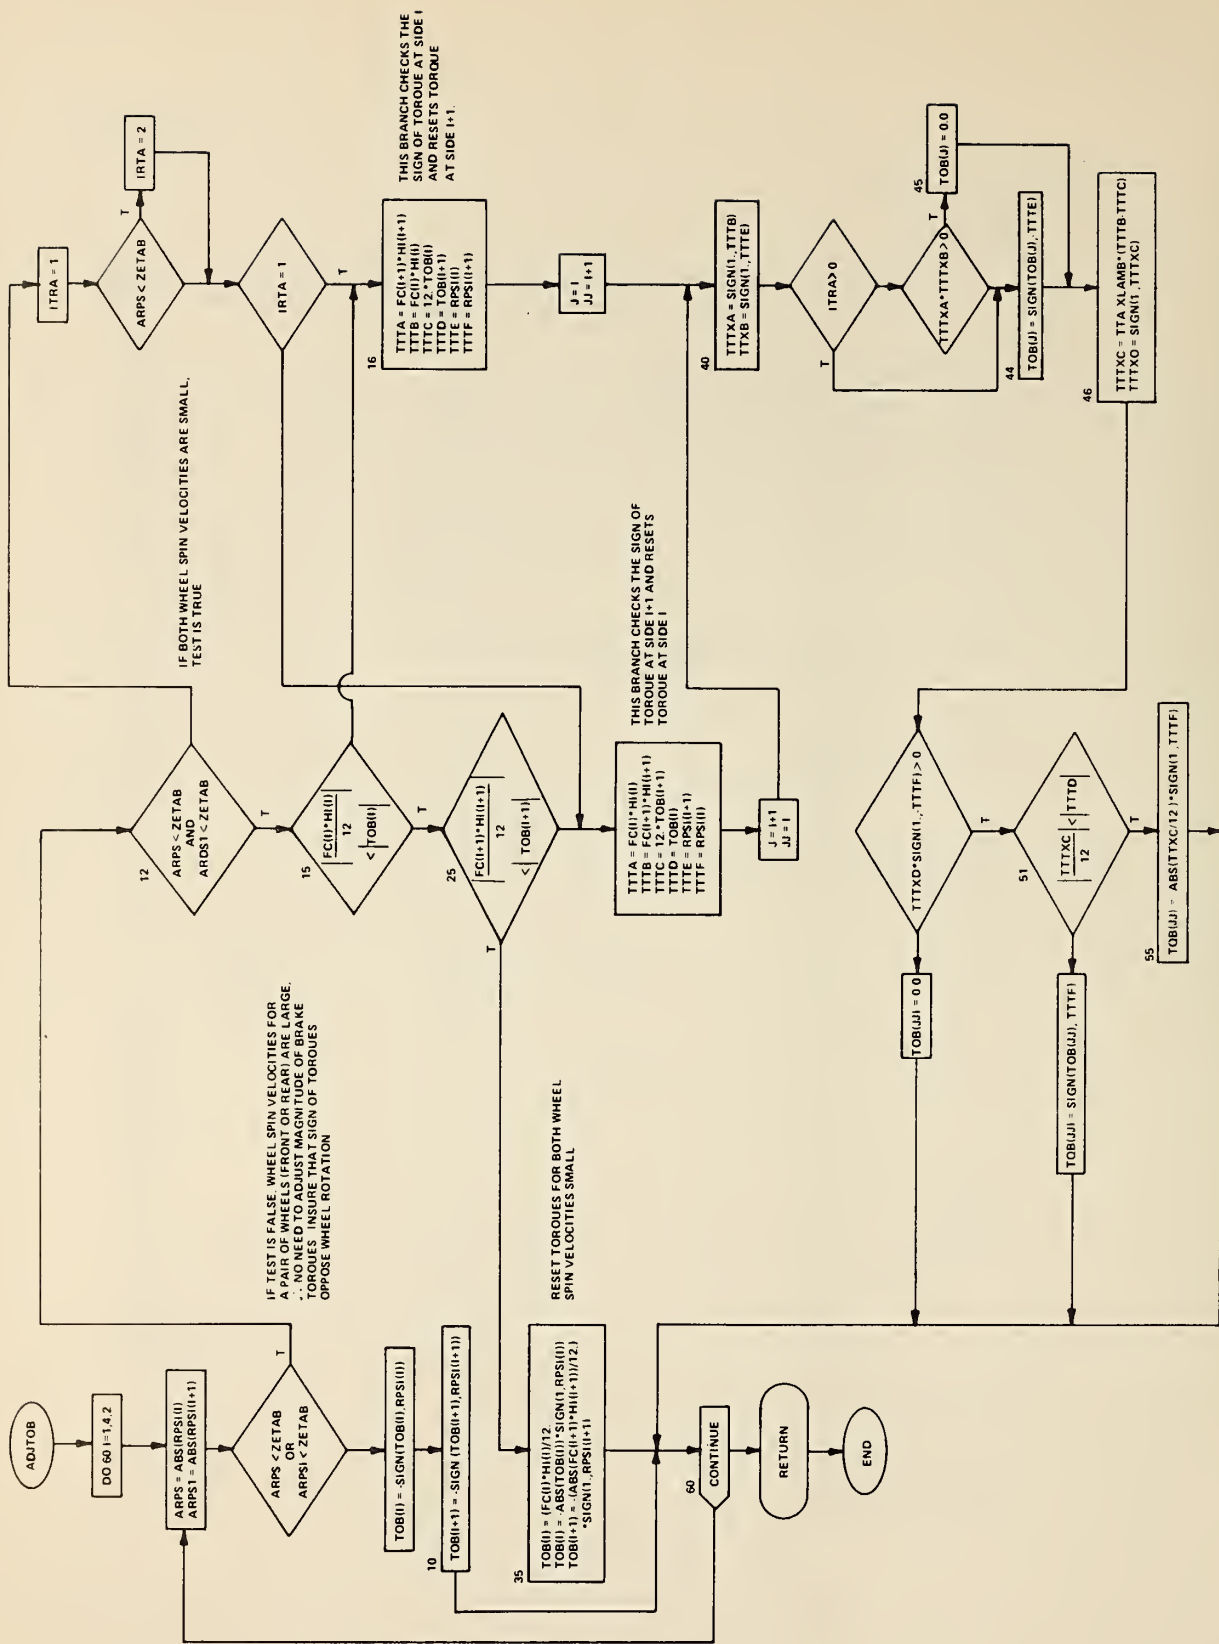 ADJTOB
DO 60 I=1,4,2
ARPS = ABS(RPSI(I)
ARPS1 = ABS(RPSI(I+1)
ARPS < ZETAB
OR
ARPSI < ZETAB
T
IF TEST IS FALSE, WHEEL SPIN VELOCITIES FOR
A PAIR OF WHEELS (FRONT OR REAR) ARE LARGE,
∴ NO NEED TO ADJUST MAGNITUDE OF BRAKE
TORQUES INSURE THAT SIGN OF TORQUES
OPPOSE WHEEL ROTATION
TOB(I) = -SIGN(TOB(I),RPSI(I))
10
TOB(I+1) = -SIGN (TOB(I+1),RPSI(I+1))
RESET TORQUES FOR BOTH WHEEL
SPIN VELOCITIES SMALL
35
TOB(I) = (FC(I)*HI(I)/12.
TOB(I) = -ABS(TOB(I))*SIGN(1,RPSI(I))
TOB(I+1) = -(ABS(FC(I+1)*HI(I+1))/12.)
*SIGN(1.,RPSI(I+1)
60
CONTINUE
RETURN
END
12
ARPS < ZETAB
AND
ARDS1 < ZETAB
T
IF BOTH WHEEL SPIN VELOCITIES ARE SMALL,
TEST IS TRUE
15
|FC(I)*HI(I)|
12
< |TOB(I)|
T
25
|FC(I+1)*HI(I+1)|
12
< |TOB(I+1)|
T
TTTA = FC(I)*HI(I)
TTTB = FC(I+1)*HI(I+1)
TTTC = 12.*TOB(I+1)
TTTD = TOB(I)
TTTE = RPSI(I+1)
TTTF = RPSI(I)
THIS BRANCH CHECKS THE SIGN OF
TORQUE AT SIDE I+1 AND RESETS
TORQUE AT SIDE I
J = I+1
JJ = I
TTTXD*SIGN(1.,TTTF) > 0
T
TOB(JJ) = 0.0
51
|TTTXC|
12
< |TTTD|
T
TOB(JJ) = SIGN(TOB(JJ), TTTF)
55
TOB(JJ) = ABS(TTXC/12.)*SIGN(1.,TTTF)
ITRA = 1
ARPS < ZETAB
T
IRTA = 2
IRTA = 1
T
16
TTTA = FC(I+1)*HI(I+1)
TTTB = FC(I)*HI(I)
TTTC = 12.*TOB(I)
TTTD = TOB(I+1)
TTTE = RPSI(I)
TTTF = RPSI(I+1)
THIS BRANCH CHECKS THE
SIGN OF TORQUE AT SIDE I
AND RESETS TORQUE
AT SIDE I+1.
J = I
JJ = I+1
40
TTTXA = SIGN(1.,TTTB)
TTXB = SIGN(1.,TTTE)
ITRA>0
T
TTTXA*TTTXB > 0
T
45
TOB(J) = 0.0
44
TOB(J) = SIGN(TOB(J),-TTTE)
46
TTTXC = TTA XLAMB*(TTTB-TTTC)
TTTXO = SIGN(1.,TTTXC)